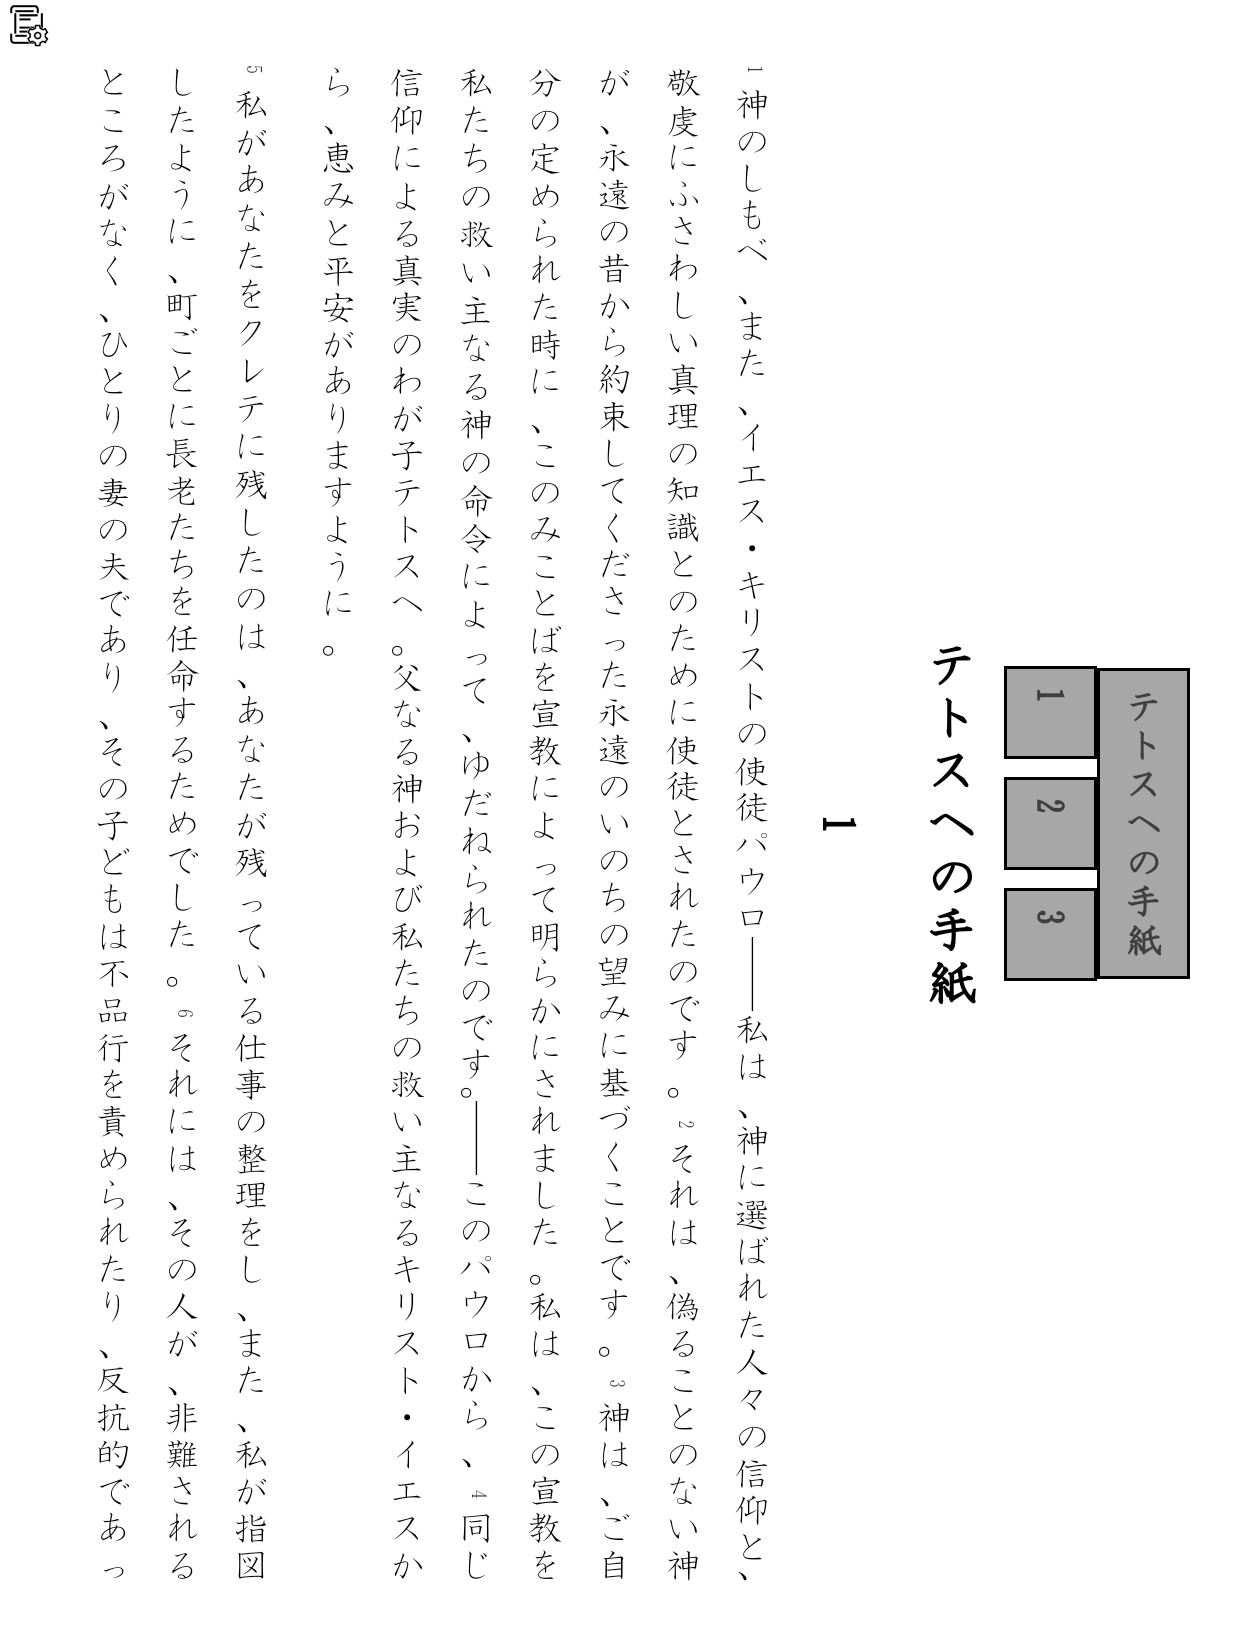 テトスへの手紙
1
2
3
テトスへの手紙
1
1 神のしもべ、また、イエス・キリストの使徒パウロ――私は、神に選ばれた人々の信仰と、
敬虔にふさわしい真理の知識とのために使徒とされたのです。 2 それは、偽ることのない神
が、永遠の昔から約束してくださった永遠のいのちの望みに基づくことです。 3 神は、ご自
分の定められた時に、このみことばを宣教によって明らかにされました。私は、この宣教を
私たちの救い主なる神の命令によって、ゆだねられたのです。――このパウロから、 4 同じ
信仰による真実のわが子テトスへ。父なる神および私たちの救い主なるキリスト・イエスか
ら、恵みと平安がありますように。
5 私があなたをクレテに残したのは、あなたが残っている仕事の整理をし、また、私が指図
したように、町ごとに長老たちを任命するためでした。 6 それには、その人が、非難される
ところがなく、ひとりの妻の夫であり、その子どもは不品行を責められたり、反抗的であっ